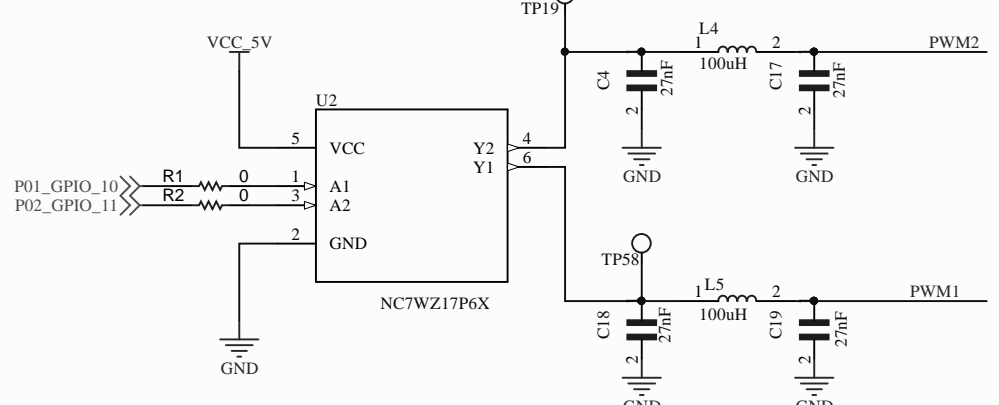 TP19
VCC_5V
L4
1 2 PWM2
100uH
C4 27nF 2
C17 27nF 2
GND
GND
U2
5 VCC
Y2 4
Y1 6
P01_GPIO_10 R1 0 1 A1
P02_GPIO_11 R2 0 3 A2
2 GND
NC7WZ17P6X
GND
TP58
L5
1 2 PWM1
100uH
C18 27nF 2
C19 27nF 2
GND
GND